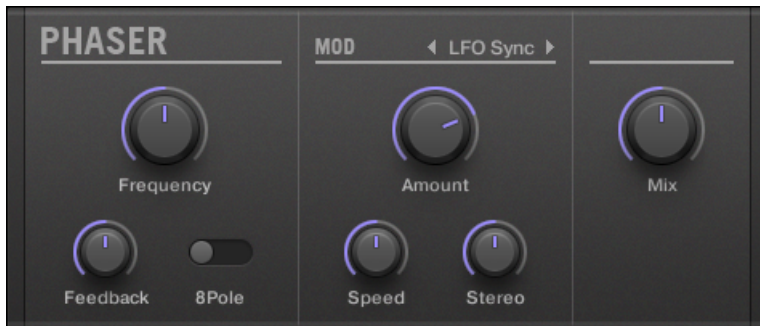 PHASER
MOD
LFO Sync
Frequency
Amount
Mix
Feedback
8Pole
Speed
Stereo